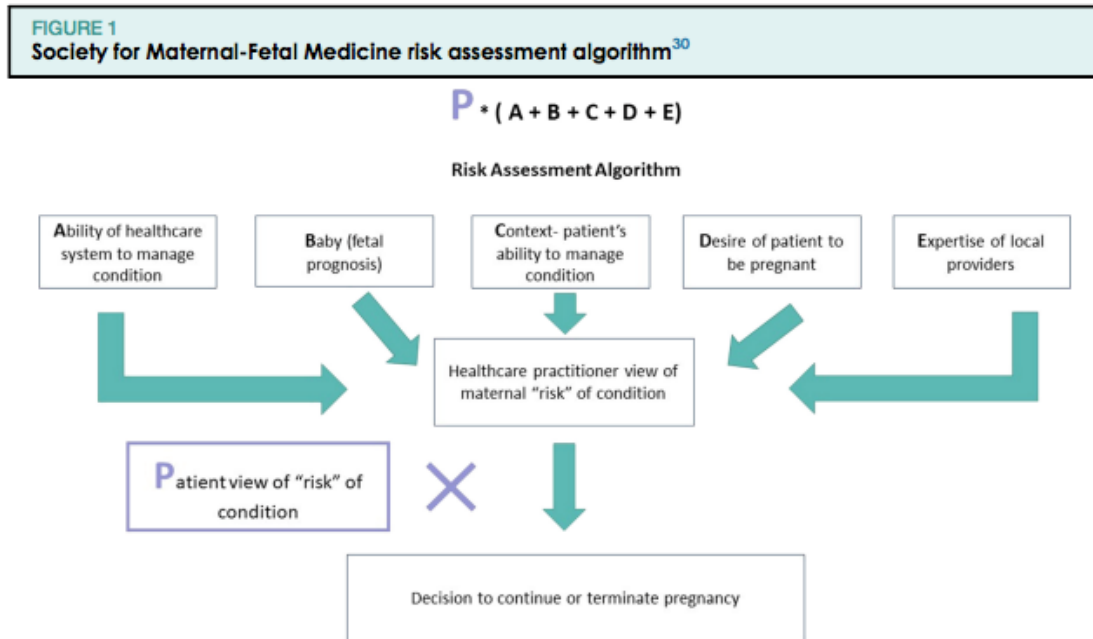 FIGURE 1
Society for Maternal-Fetal Medicine risk assessment algorithm30
P * ( A + B + C + D + E)
Risk Assessment Algorithm
Ability of healthcare
system to manage
condition
Baby (fetal
prognosis)
Context- patient's
ability to manage
condition
Desire of patient to
be pregnant
Expertise of local
providers
Healthcare practitioner view of
maternal “risk” of condition
Patient view of “risk” of
condition
Decision to continue or terminate pregnancy